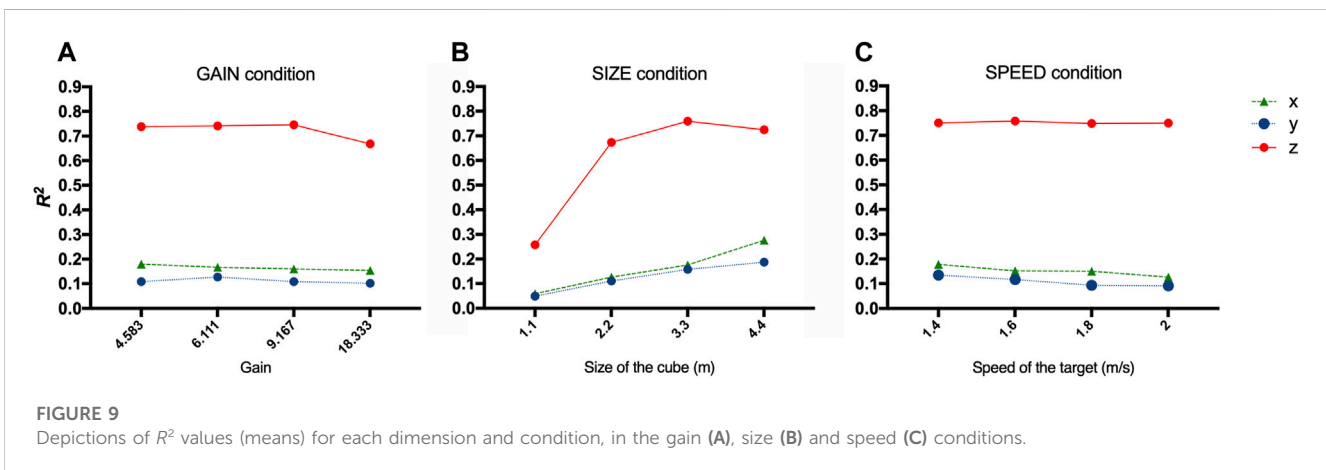 A
GAIN condition
0.9
0.8
0.7
0.6
0.5
0.4
0.3
0.2
0.1
0.0
R²
4.583
6.111
9.167
18.333
Gain
B
SIZE condition
0.9
0.8
0.7
0.6
0.5
0.4
0.3
0.2
0.1
0.0
1.1
2.2
3.3
4.4
Size of the cube (m)
C
SPEED condition
0.9
0.8
0.7
0.6
0.5
0.4
0.3
0.2
0.1
0.0
1.4
1.6
1.8
2
Speed of the target (m/s)
x
y
z
FIGURE 9
Depictions of R² values (means) for each dimension and condition, in the gain (A), size (B) and speed (C) conditions.